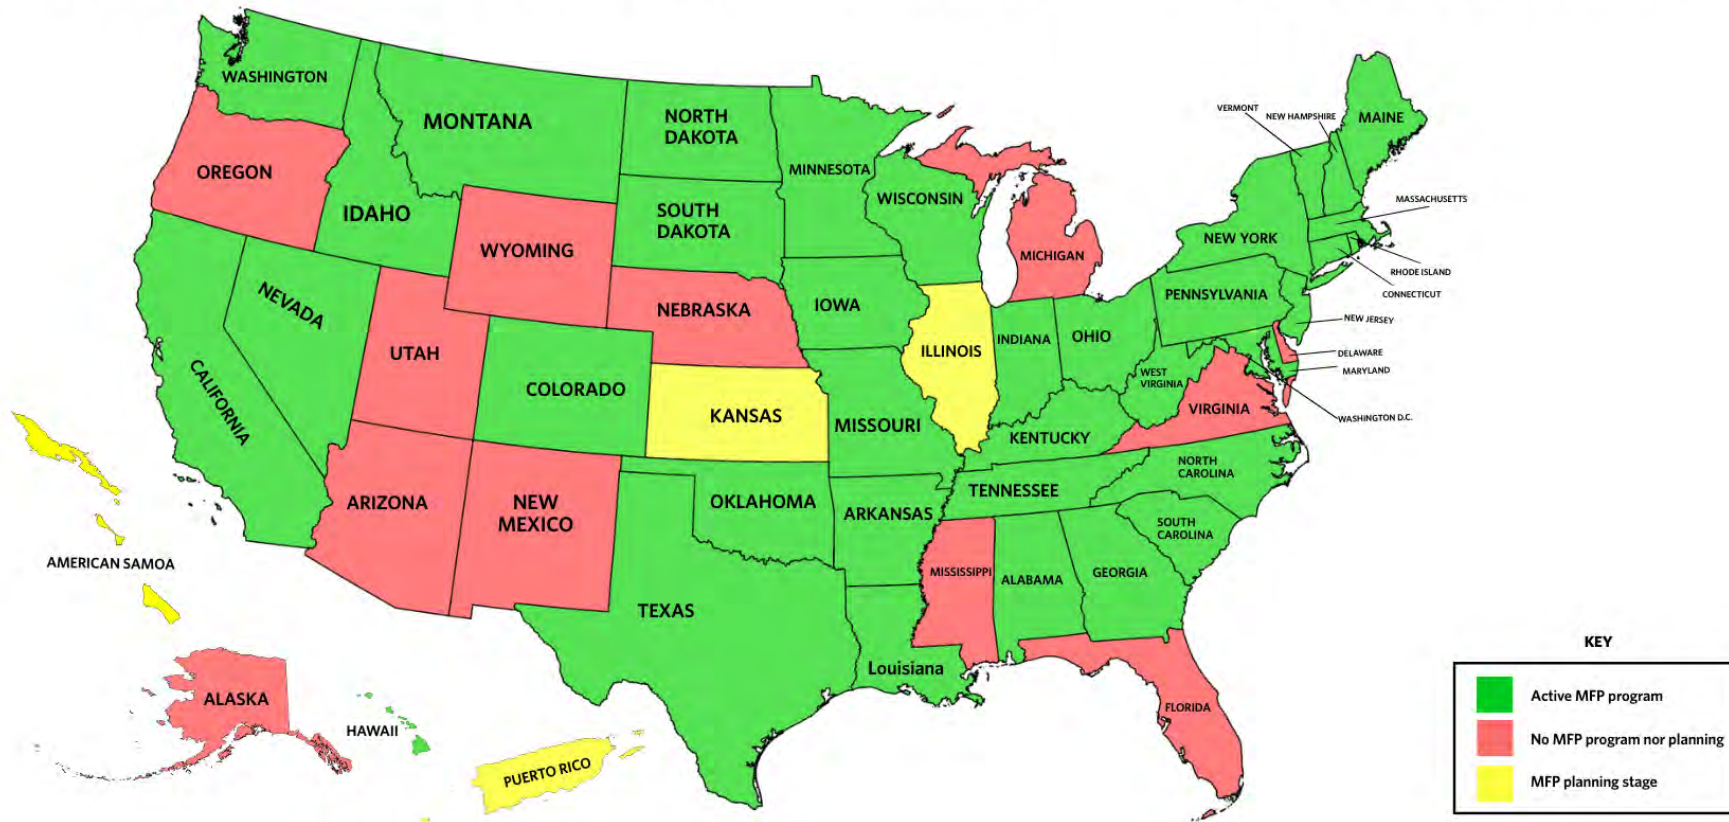 WASHINGTON
MONTANA
NORTH
DAKOTA
MINNESOTA
VERMONT
NEW HAMPSHIRE
MAINE
OREGON
IDAHO
SOUTH
DAKOTA
WISCONSIN
MASSACHUSETTS
WYOMING
MICHIGAN
NEW YORK
RHODE ISLAND
CONNECTICUT
NEVADA
NEBRASKA
IOWA
PENNSYLVANIA
NEW JERSEY
UTAH
ILLINOIS
INDIANA
OHIO
DELAWARE
MARYLAND
CALIFORNIA
COLORADO
KANSAS
MISSOURI
WEST
VIRGINIA
VIRGINIA
WASHINGTON D.C.
KENTUCKY
ARIZONA
NEW
MEXICO
OKLAHOMA
ARKANSAS
TENNESSEE
NORTH
CAROLINA
SOUTH
CAROLINA
AMERICAN SAMOA
TEXAS
MISSISSIPPI
ALABAMA
GEORGIA
Louisiana
ALASKA
HAWAII
PUERTO RICO
FLORIDA
KEY
Active MFP program
No MFP program nor planning
MFP planning stage